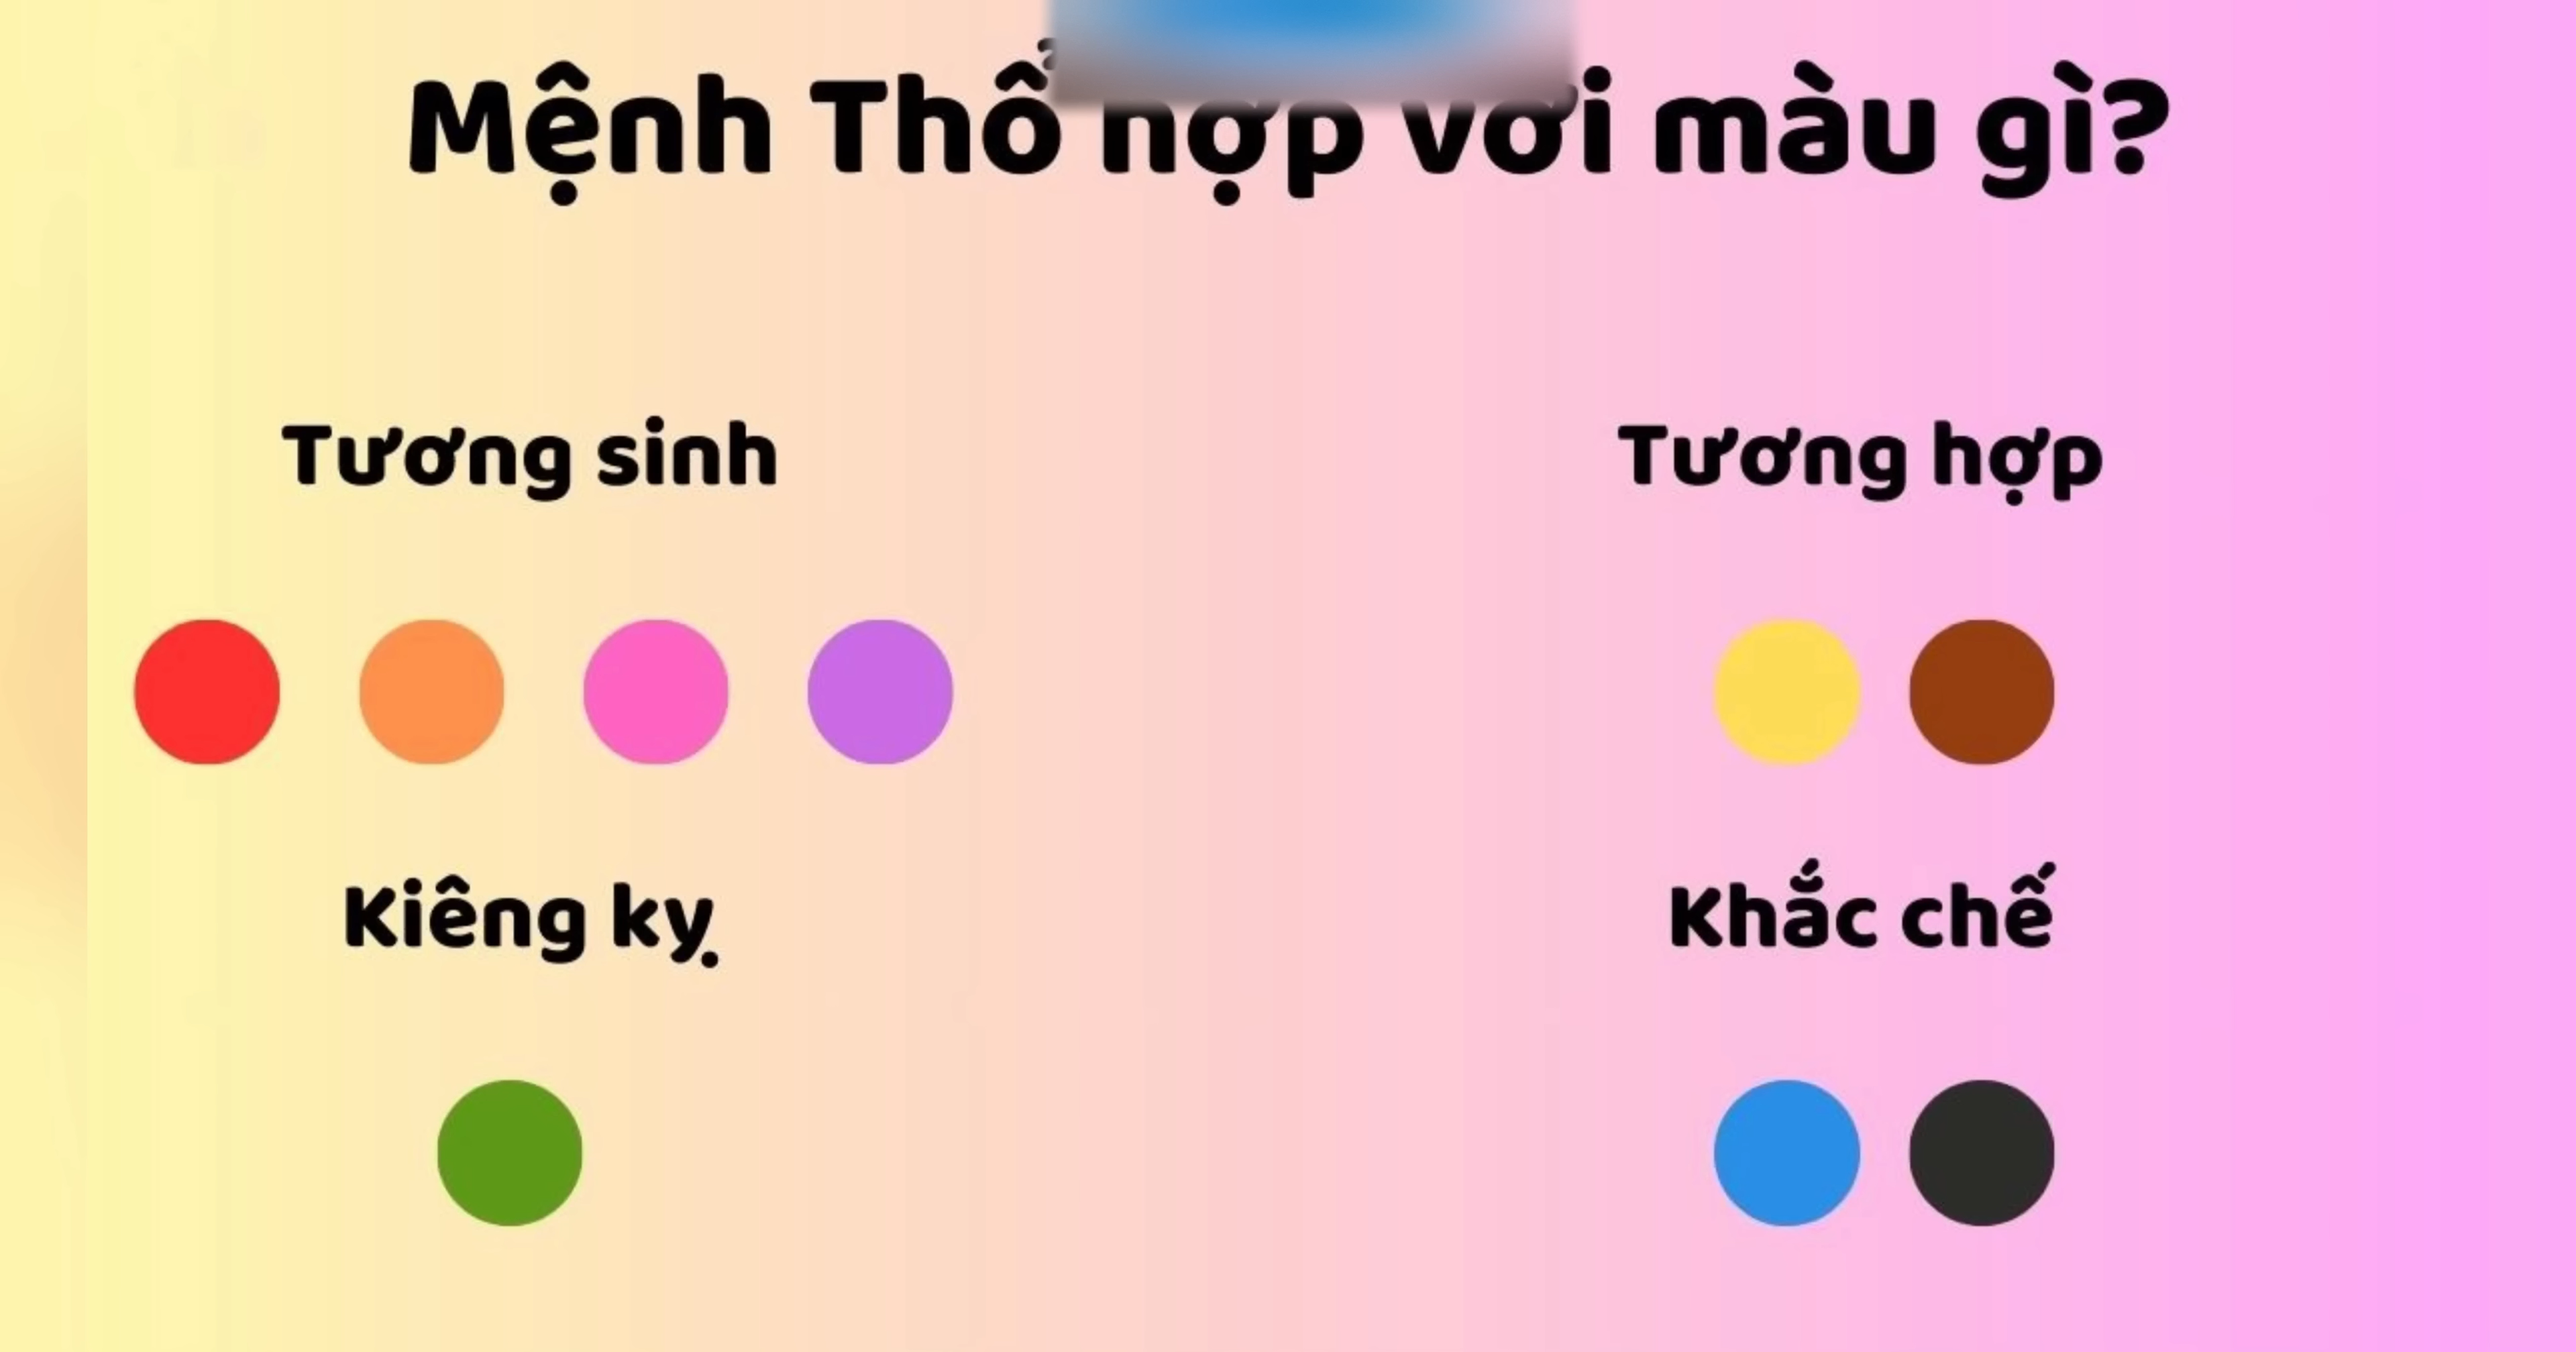 Mệnh Thổ hợp với màu gì?
Tương sinh
Tương hợp
Kiêng kỵ
Khắc chế